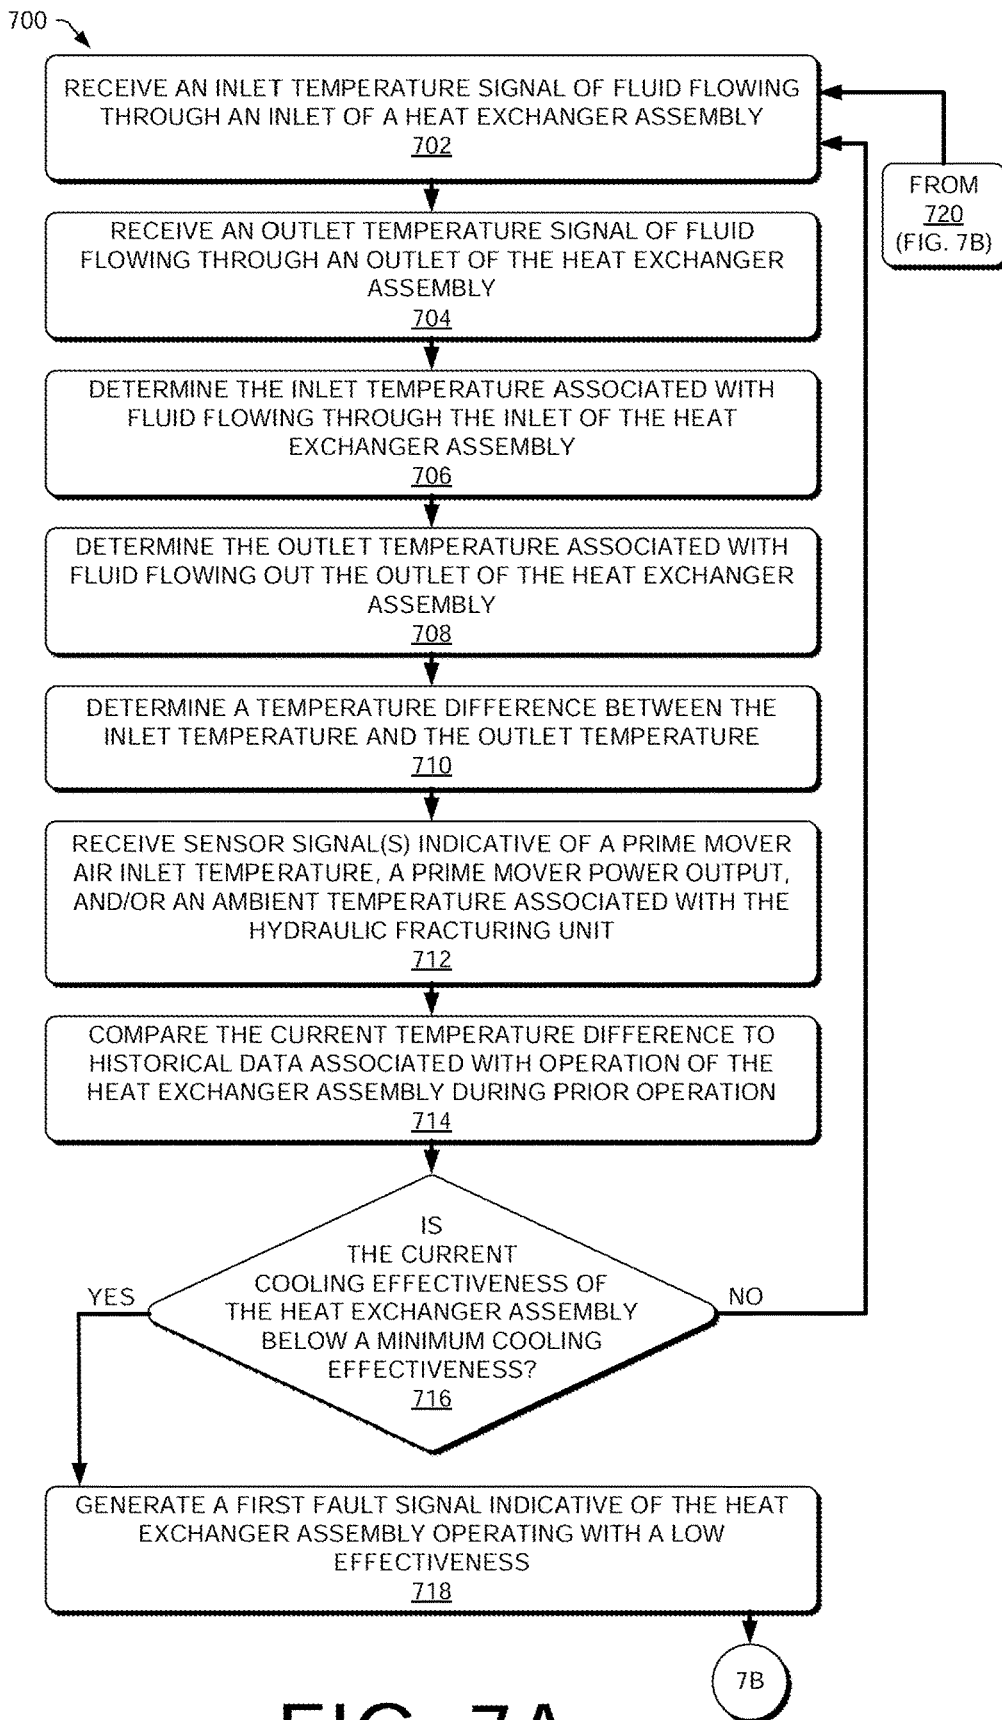 700
RECEIVE AN INLET TEMPERATURE SIGNAL OF FLUID FLOWING
THROUGH AN INLET OF A HEAT EXCHANGER ASSEMBLY
702
FROM
720
(FIG. 7B)
RECEIVE AN OUTLET TEMPERATURE SIGNAL OF FLUID
FLOWING THROUGH AN OUTLET OF THE HEAT EXCHANGER
ASSEMBLY
704
DETERMINE THE INLET TEMPERATURE ASSOCIATED WITH
FLUID FLOWING THROUGH THE INLET OF THE HEAT
EXCHANGER ASSEMBLY
706
DETERMINE THE OUTLET TEMPERATURE ASSOCIATED WITH
FLUID FLOWING OUT THE OUTLET OF THE HEAT EXCHANGER
ASSEMBLY
708
DETERMINE A TEMPERATURE DIFFERENCE BETWEEN THE
INLET TEMPERATURE AND THE OUTLET TEMPERATURE
710
RECEIVE SENSOR SIGNAL(S) INDICATIVE OF A PRIME MOVER
AIR INLET TEMPERATURE, A PRIME MOVER POWER OUTPUT,
AND/OR AN AMBIENT TEMPERATURE ASSOCIATED WITH THE
HYDRAULIC FRACTURING UNIT
712
COMPARE THE CURRENT TEMPERATURE DIFFERENCE TO
HISTORICAL DATA ASSOCIATED WITH OPERATION OF THE
HEAT EXCHANGER ASSEMBLY DURING PRIOR OPERATION
714
IS
THE CURRENT
COOLING EFFECTIVENESS OF
THE HEAT EXCHANGER ASSEMBLY
BELOW A MINIMUM COOLING
EFFECTIVENESS?
716
YES
NO
GENERATE A FIRST FAULT SIGNAL INDICATIVE OF THE HEAT
EXCHANGER ASSEMBLY OPERATING WITH A LOW
EFFECTIVENESS
718
7B
FIG. 7A